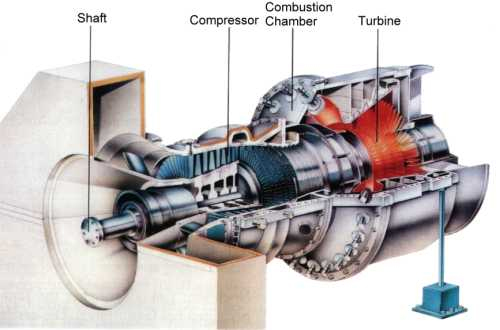 Shaft
Compressor
Combustion
Chamber
Turbine